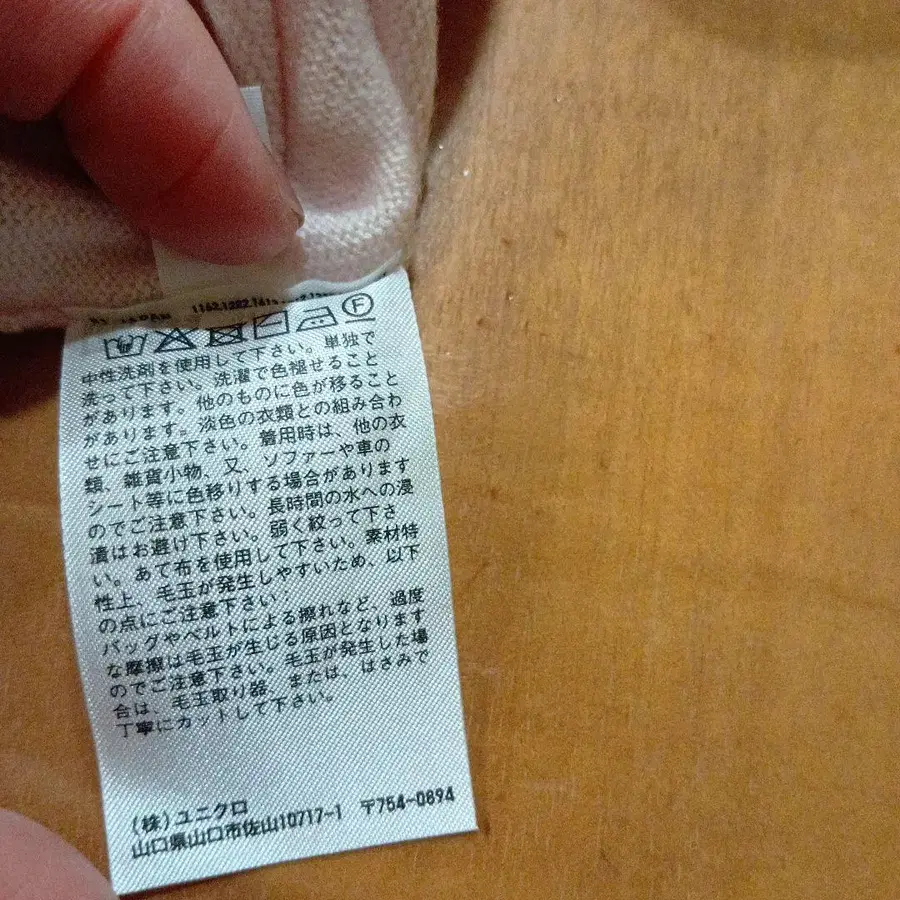 JAPAN
F
中性洗剤を使用して下さい。単独で
洗って下さい。洗濯で色褪せること
があります。他のものに色が移ること
があります。淡色の衣類との組み合わ
せにご注意下さい。着用時は、他の衣
類、雑貨小物、又、ソファーや車の
シート等に色移りする場合があります
のでご注意下さい。長時間の水への浸
漬はお避け下さい。弱く絞って下さ
い。あて布を使用して下さい。素材特
性上、毛玉が発生しやすいため、以下
の点にご注意下さい：
バッグやベルトによる擦れなど、過度
な摩擦は毛玉が生じる原因となります
のでご注意下さい。毛玉が発生した場
合は、毛玉取り器、または、はさみで
丁寧にカットして下さい。
(株)ユニクロ
山口県山口市佐山10717-1 〒754-0894